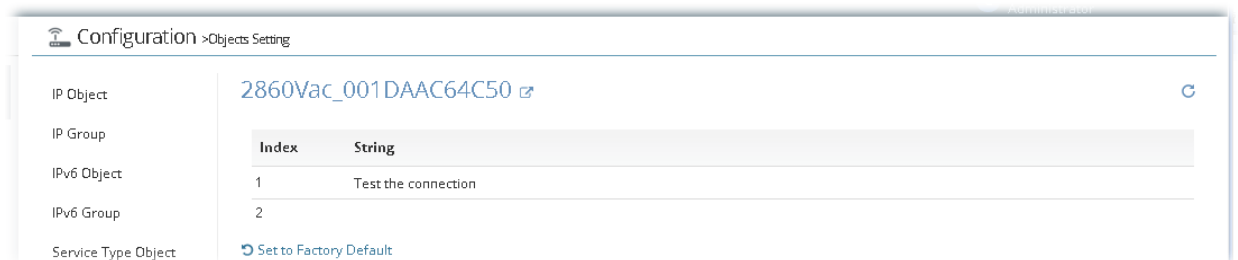 Administrator
Configuration >Objects Setting
IP Object
2860Vac_001DAAC64C50
IP Group
Index String
IPv6 Object
1 Test the connection
IPv6 Group
2
Service Type Object
Set to Factory Default